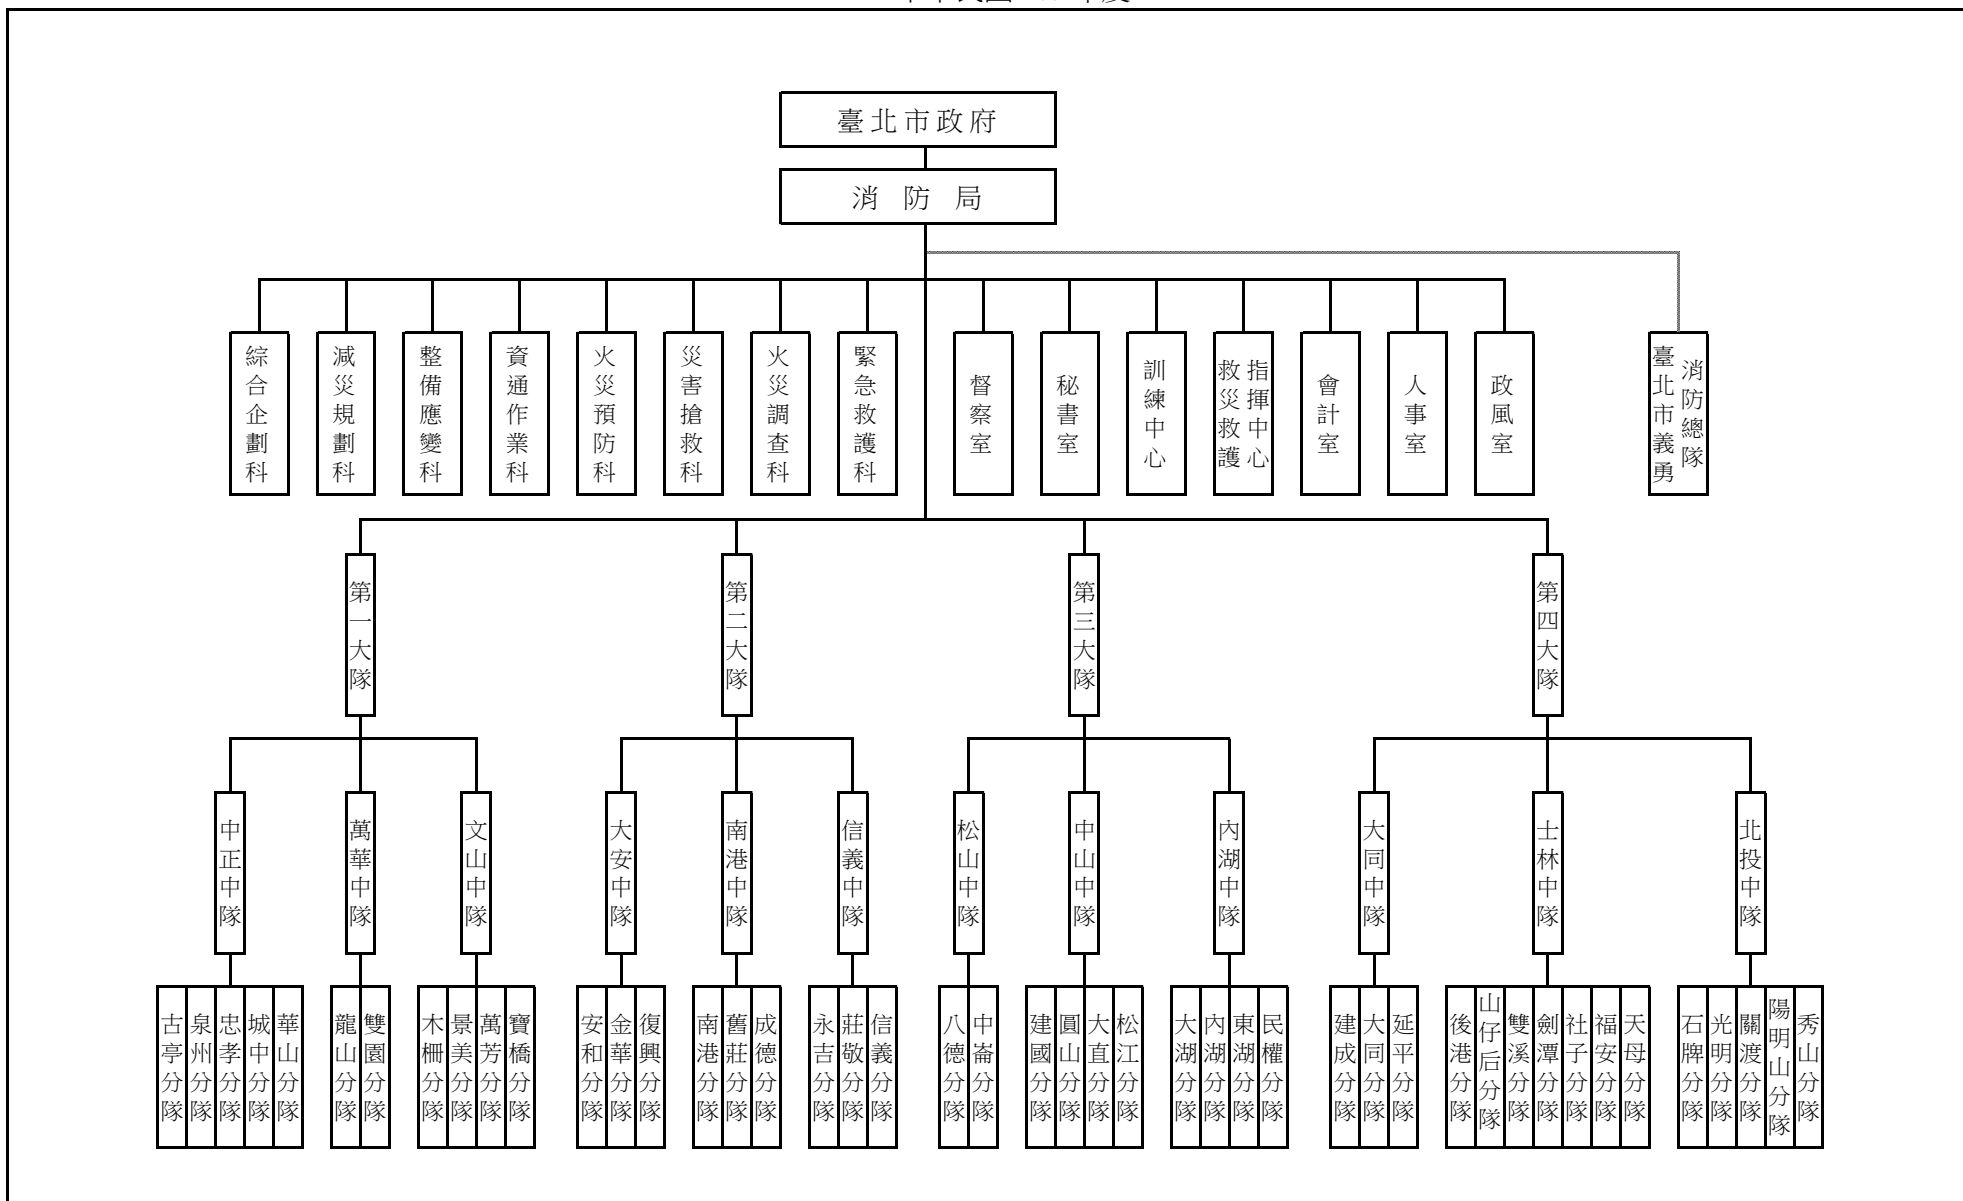 臺北市政府
消防局
綜合企劃科
減災規劃科
整備應變科
資通作業科
火災預防科
災害搶救科
火災調查科
緊急救護科
督察室
秘書室
訓練中心
救災救護
指揮中心
會計室
人事室
政風室
臺北市義勇
消防總隊
第一大隊
第二大隊
第三大隊
第四大隊
中正中隊
萬華中隊
文山中隊
大安中隊
南港中隊
信義中隊
松山中隊
中山中隊
內湖中隊
大同中隊
士林中隊
北投中隊
古亭分隊
泉州分隊
忠孝分隊
城中分隊
華山分隊
龍山分隊
雙園分隊
木柵分隊
景美分隊
萬芳分隊
寶橋分隊
安和分隊
金華分隊
復興分隊
南港分隊
舊莊分隊
成德分隊
永吉分隊
莊敬分隊
信義分隊
八德分隊
中崙分隊
建國分隊
圓山分隊
大直分隊
松江分隊
大湖分隊
內湖分隊
東湖分隊
民權分隊
建成分隊
大同分隊
延平分隊
後港分隊
山仔后分隊
雙溪分隊
劍潭分隊
社子分隊
福安分隊
天母分隊
石牌分隊
光明分隊
關渡分隊
陽明山分隊
秀山分隊